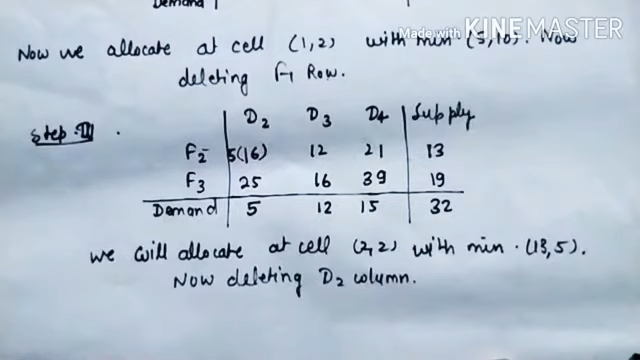 Demand
Made with KINEMASTER
Now we allocate at cell (1,2) with min (5,10). Now
deleting F1 Row.
Step III
D2 D3 D4 Supply
F2 5(16) 12 21 13
F3 25 16 39 19
Demand 5 12 15 32
we will allocate at cell (2,2) with min. (13,5).
Now deleting D2 column.